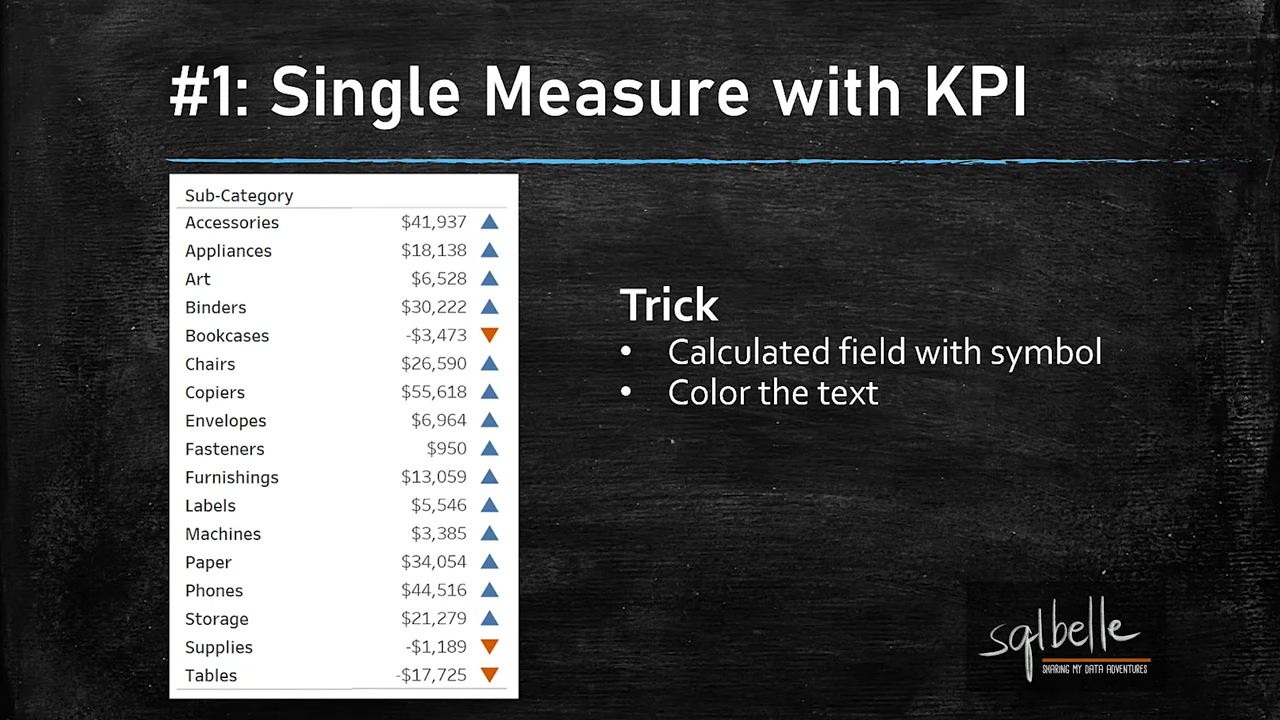 #1: Single Measure with KPI
Sub-Category
Accessories $41,937 ▲
Appliances $18,138 ▲
Art $6,528 ▲
Binders $30,222 ▲
Bookcases -$3,473 ▼
Chairs $26,590 ▲
Copiers $55,618 ▲
Envelopes $6,964 ▲
Fasteners $950 ▲
Furnishings $13,059 ▲
Labels $5,546 ▲
Machines $3,385 ▲
Paper $34,054 ▲
Phones $44,516 ▲
Storage $21,279 ▲
Supplies -$1,189 ▼
Tables -$17,725 ▼
Trick
• Calculated field with symbol
• Color the text
sqlbelle
SHARING MY DATA ADVENTURES